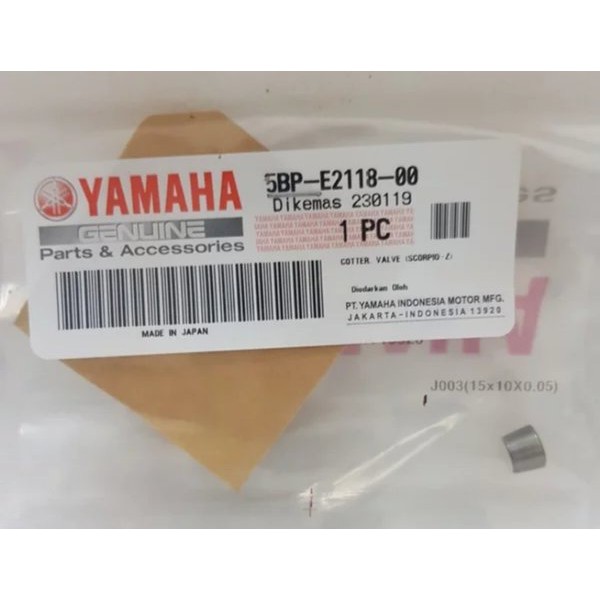 YAMAHA
GENUINE
Parts & Accessories
5BP-E2118-00
Dikemas 230119
1 PC
COTTER VALVE (SCORPIO-Z)
Diedarkan Oleh
PT.YAMAHA INDONESIA MOTOR MFG.
JAKARTA-INDONESIA 13920
MADE IN JAPAN
J003(15x10X0.05)